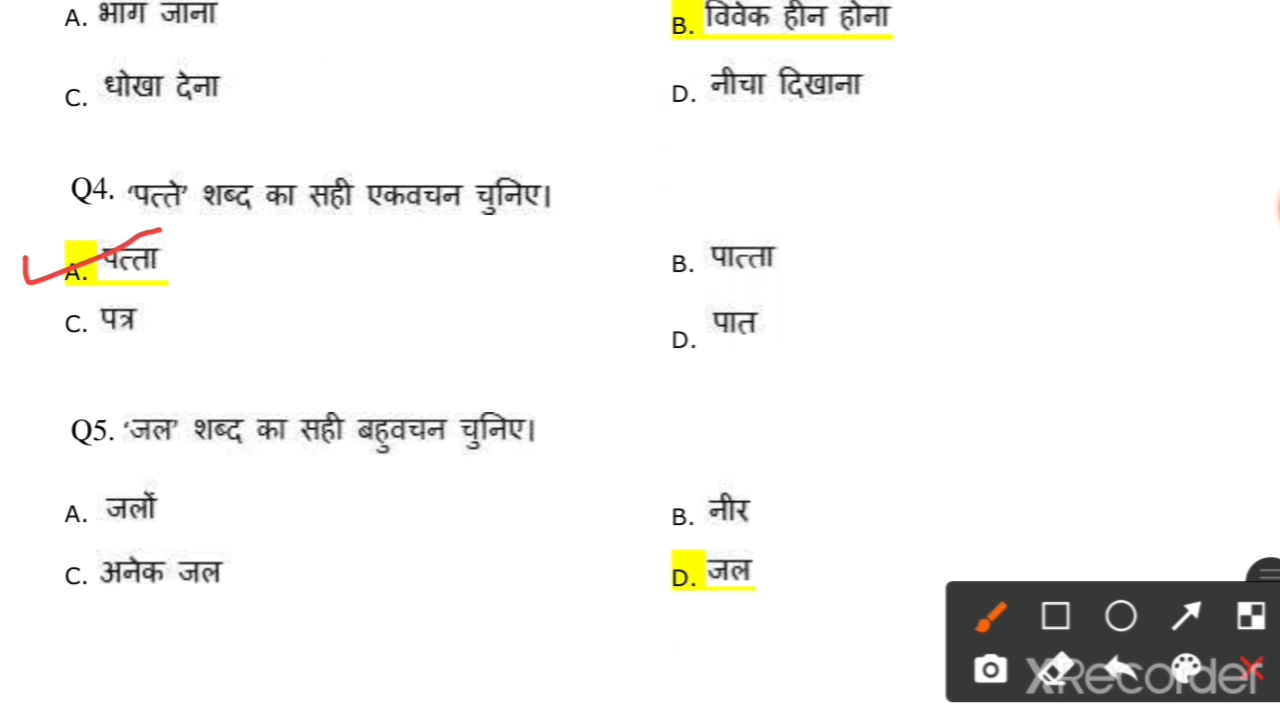 A. भाग जाना B. विवेक हीन होना
C. धोखा देना D. नीचा दिखाना
Q4. ‘पत्ते’ शब्द का सही एकवचन चुनिए।
A. पत्ता B. पात्ता
C. पत्र D. पात
Q5. ‘जल’ शब्द का सही बहुवचन चुनिए।
A. जलों B. नीर
C. अनेक जल D. जल
XRecorder